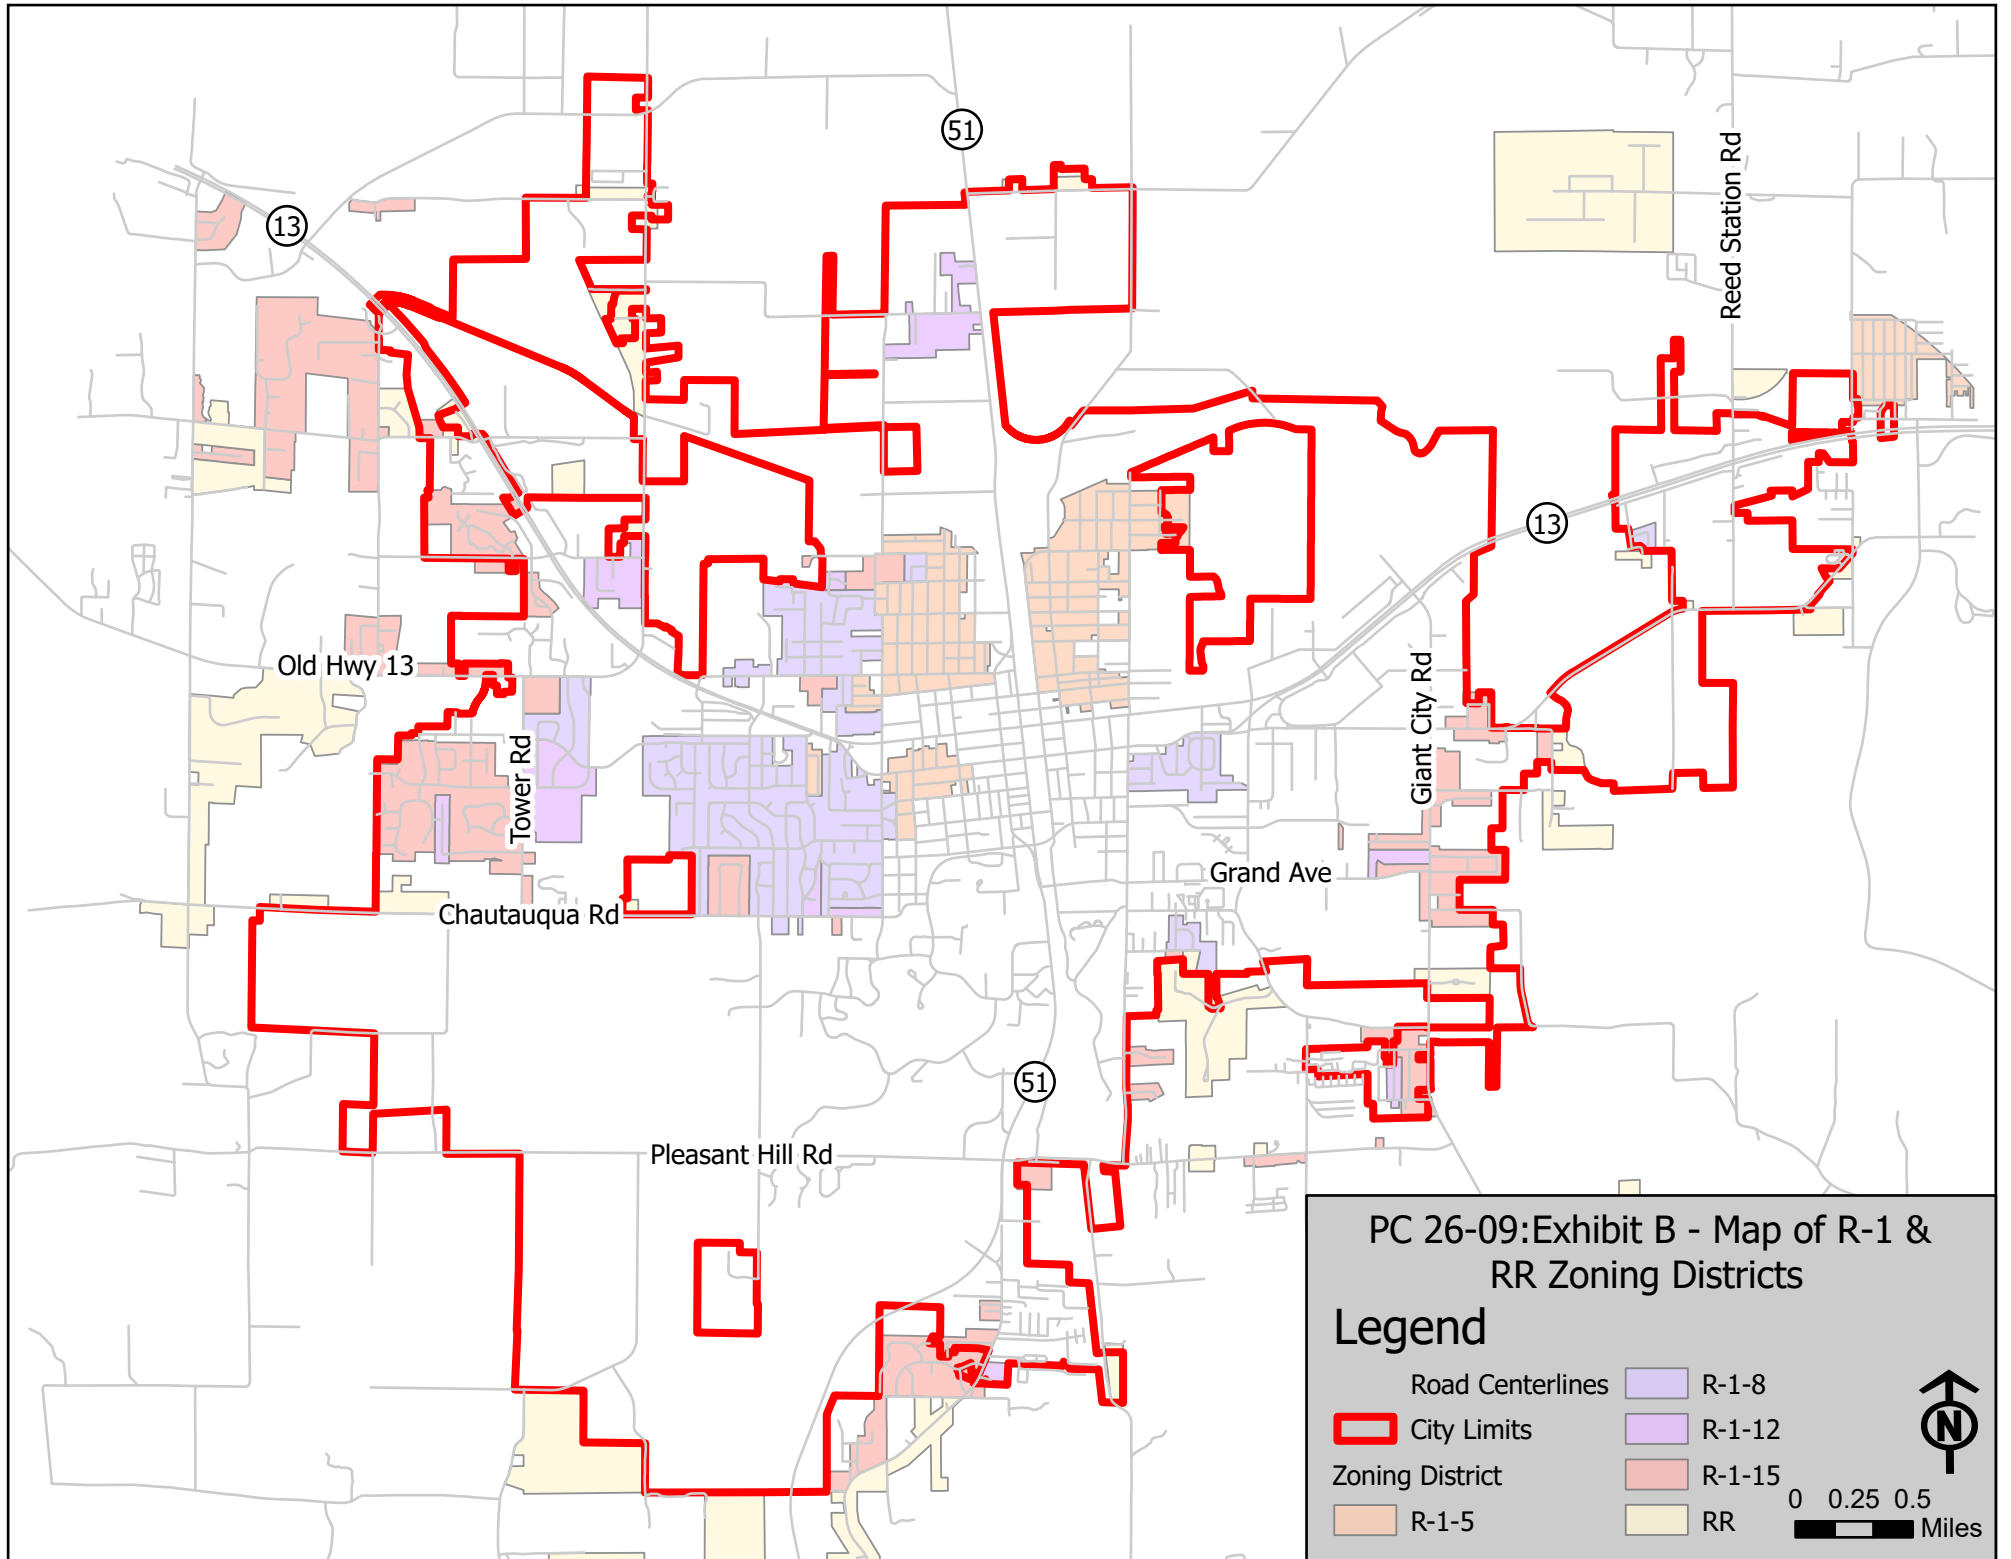 51
Reed Station Rd
13
13
Old Hwy 13
Giant City Rd
Tower Rd
Grand Ave
Chautauqua Rd
51
Pleasant Hill Rd
PC 26-09:Exhibit B - Map of R-1 &
RR Zoning Districts
Legend
Road Centerlines
City Limits
Zoning District
R-1-5
R-1-8
R-1-12
R-1-15
RR
N
0 0.25 0.5
Miles